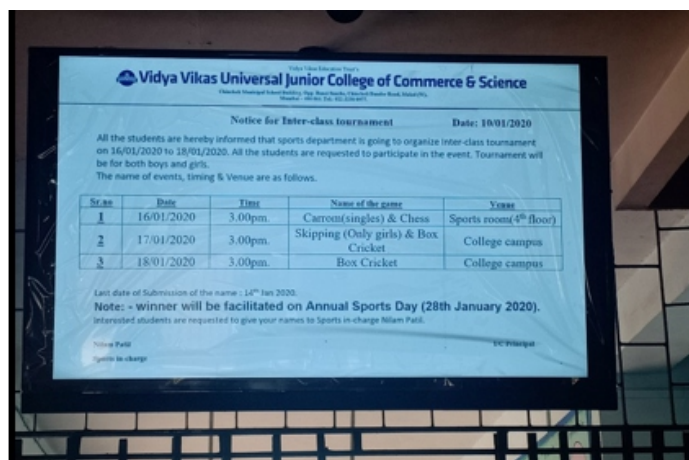 Vidya Vikas Education Trust's
Vidya Vikas Universal Junior College of Commerce & Science
Notice for Inter-class tournament Date: 10/01/2020
All the students are hereby informed that sports department is going to organize Inter-class tournament
on 16/01/2020 to 18/01/2020. All the students are requested to participate in the event. Tournament will
be for both boys and girls.
The name of events, timing & Venue are as follows.
Sr.no Date Time Name of the game Venue
1 16/01/2020 3.00pm. Carrom(singles) & Chess Sports room(4th floor)
2 17/01/2020 3.00pm. Skipping (Only girls) & Box Cricket College campus
3 18/01/2020 3.00pm. Box Cricket College campus
Last date of Submission of the name : 14th Jan 2020.
Note: - winner will be facilitated on Annual Sports Day (28th January 2020).
Interested students are requested to give your names to Sports in-charge Nilam Patil.
Nilam Patil I/C Principal
Sports in-charge